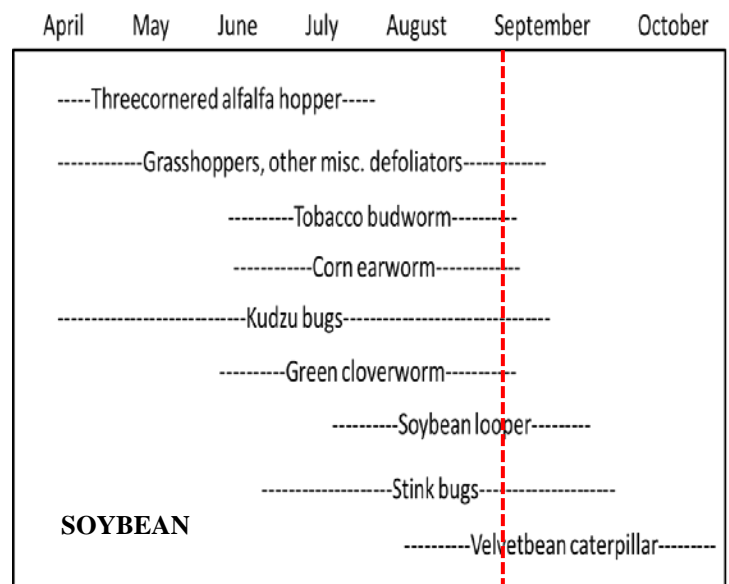 April May June July August September October
-----Threecornered alfalfa hopper-----
-------------Grasshoppers, other misc. defoliators-------------
----------Tobacco budworm----------
------------Corn earworm-------------
-----------------------------Kudzu bugs--------------------------------
----------Green cloverworm-----------
----------Soybean looper---------
--------------------Stink bugs---------------------
SOYBEAN
----------Velvetbean caterpillar---------